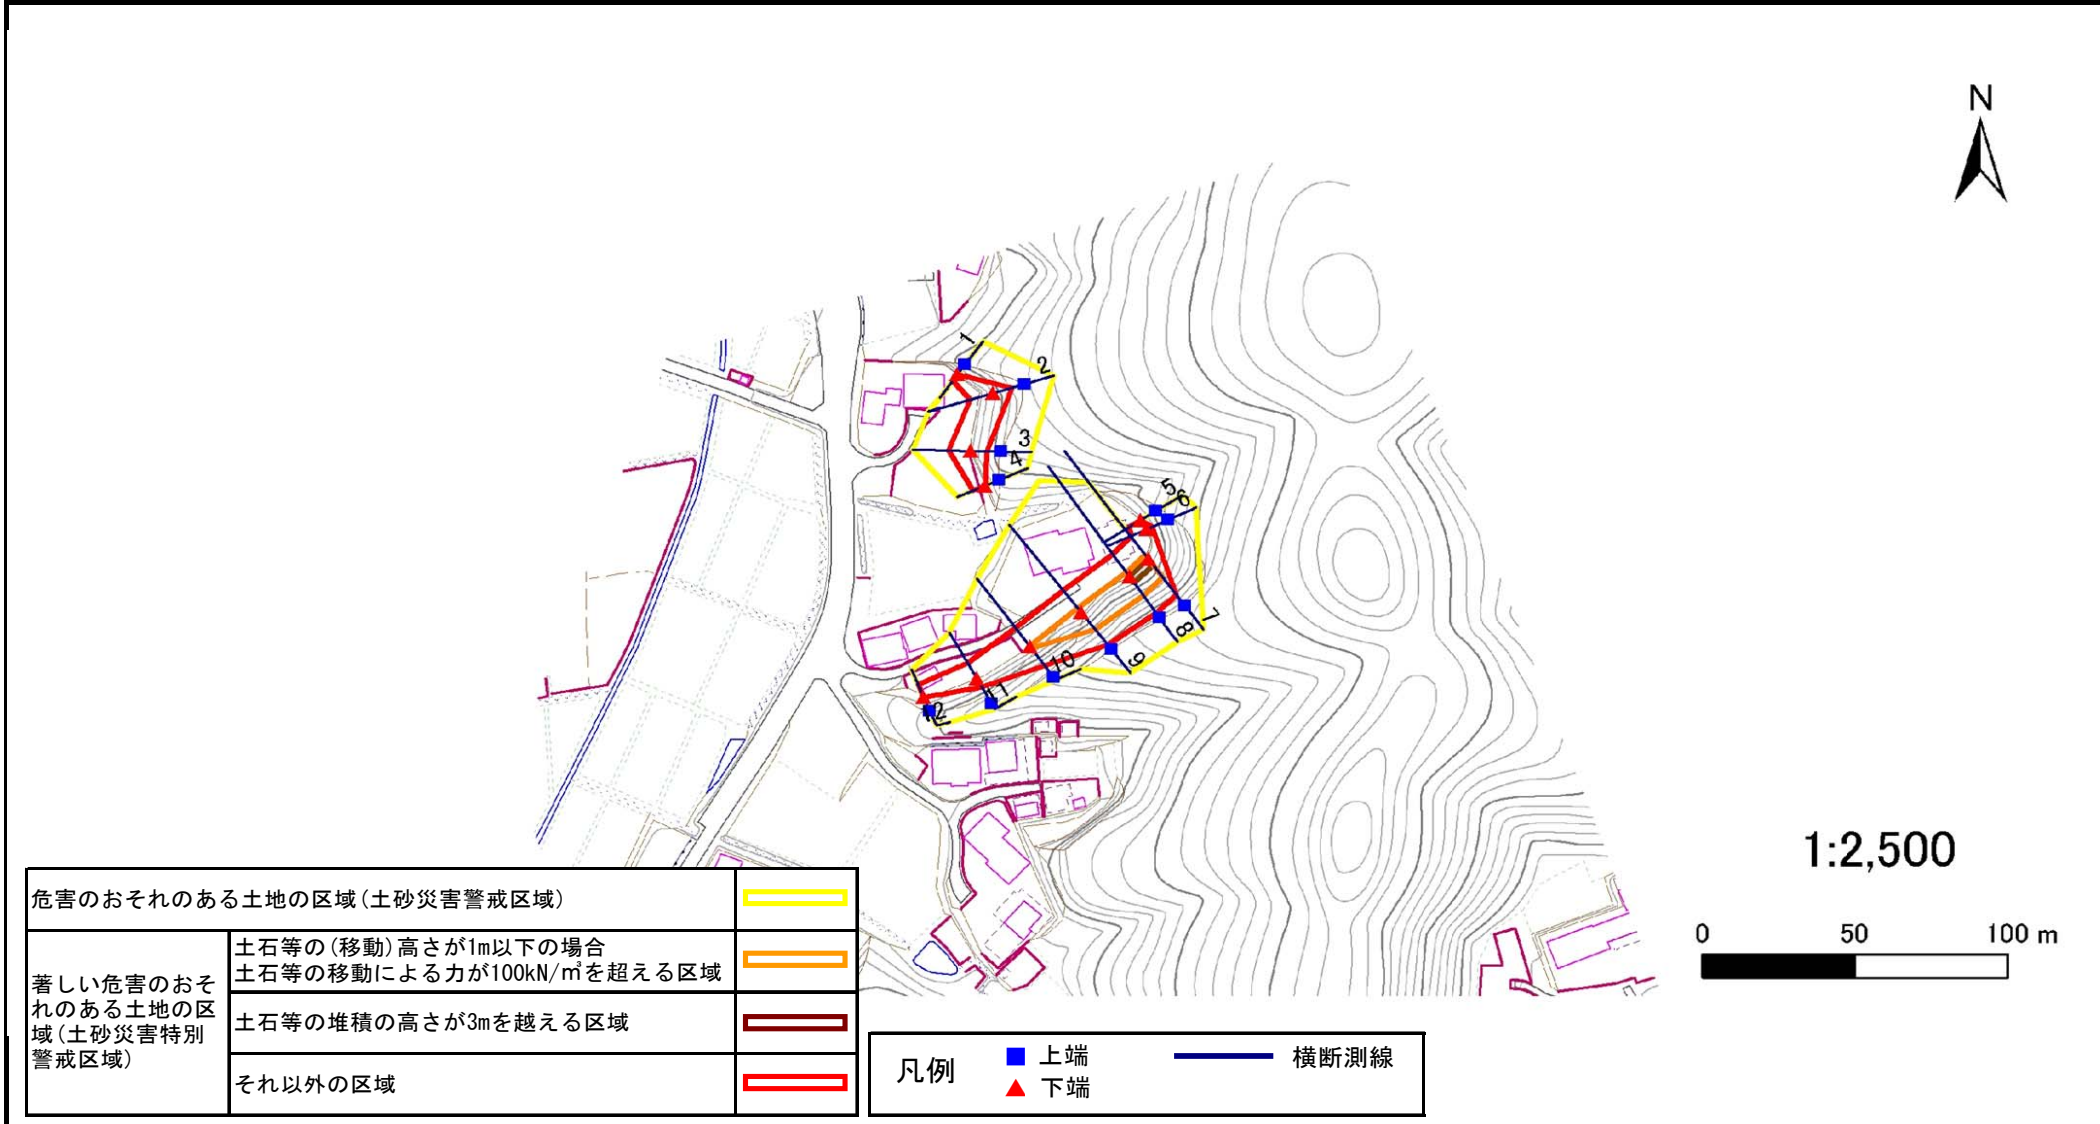 N
1
2
3
4
5
6
7
8
9
10
11
12
1:2,500
0 50 100 m
危害のおそれのある土地の区域(土砂災害警戒区域)
著しい危害のおそ
れのある土地の区
域(土砂災害特別
警戒区域)
土石等の(移動)高さが1m以下の場合
土石等の移動による力が100kN/㎡を超える区域
土石等の堆積の高さが3mを越える区域
それ以外の区域
凡例
上端
下端
横断測線